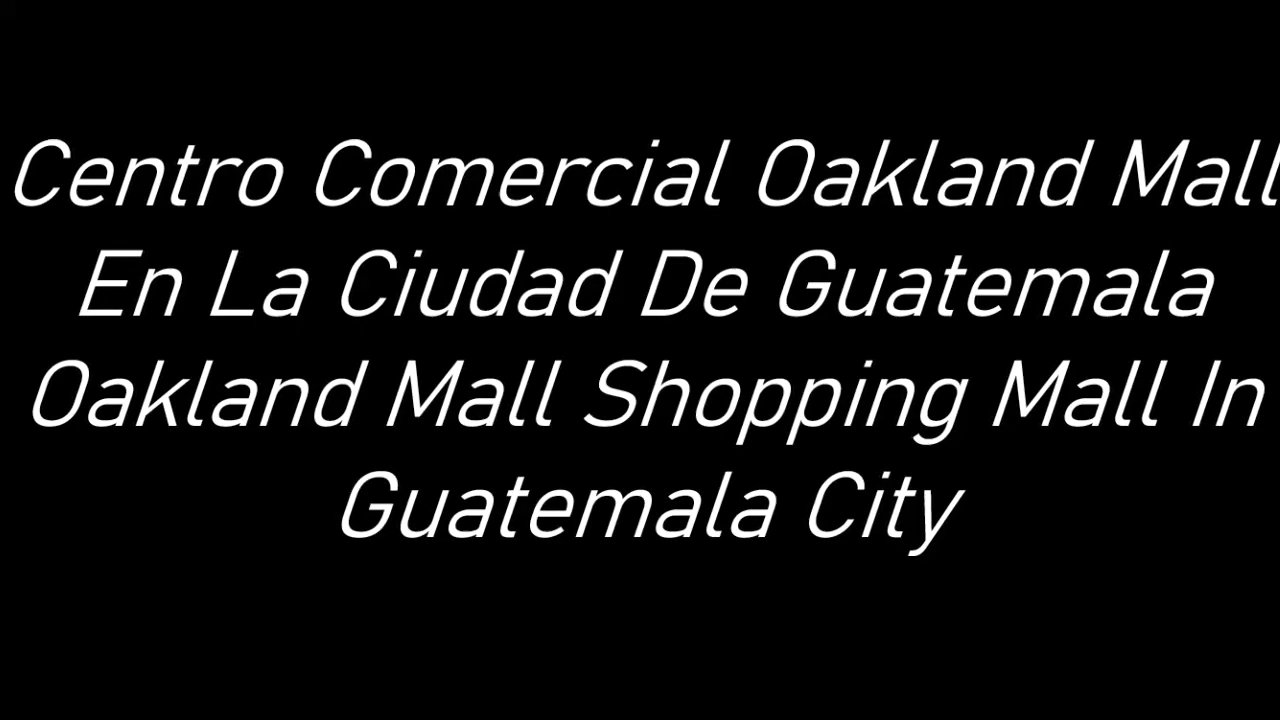 Centro Comercial Oakland Mall
En La Ciudad De Guatemala
Oakland Mall Shopping Mall In
Guatemala City